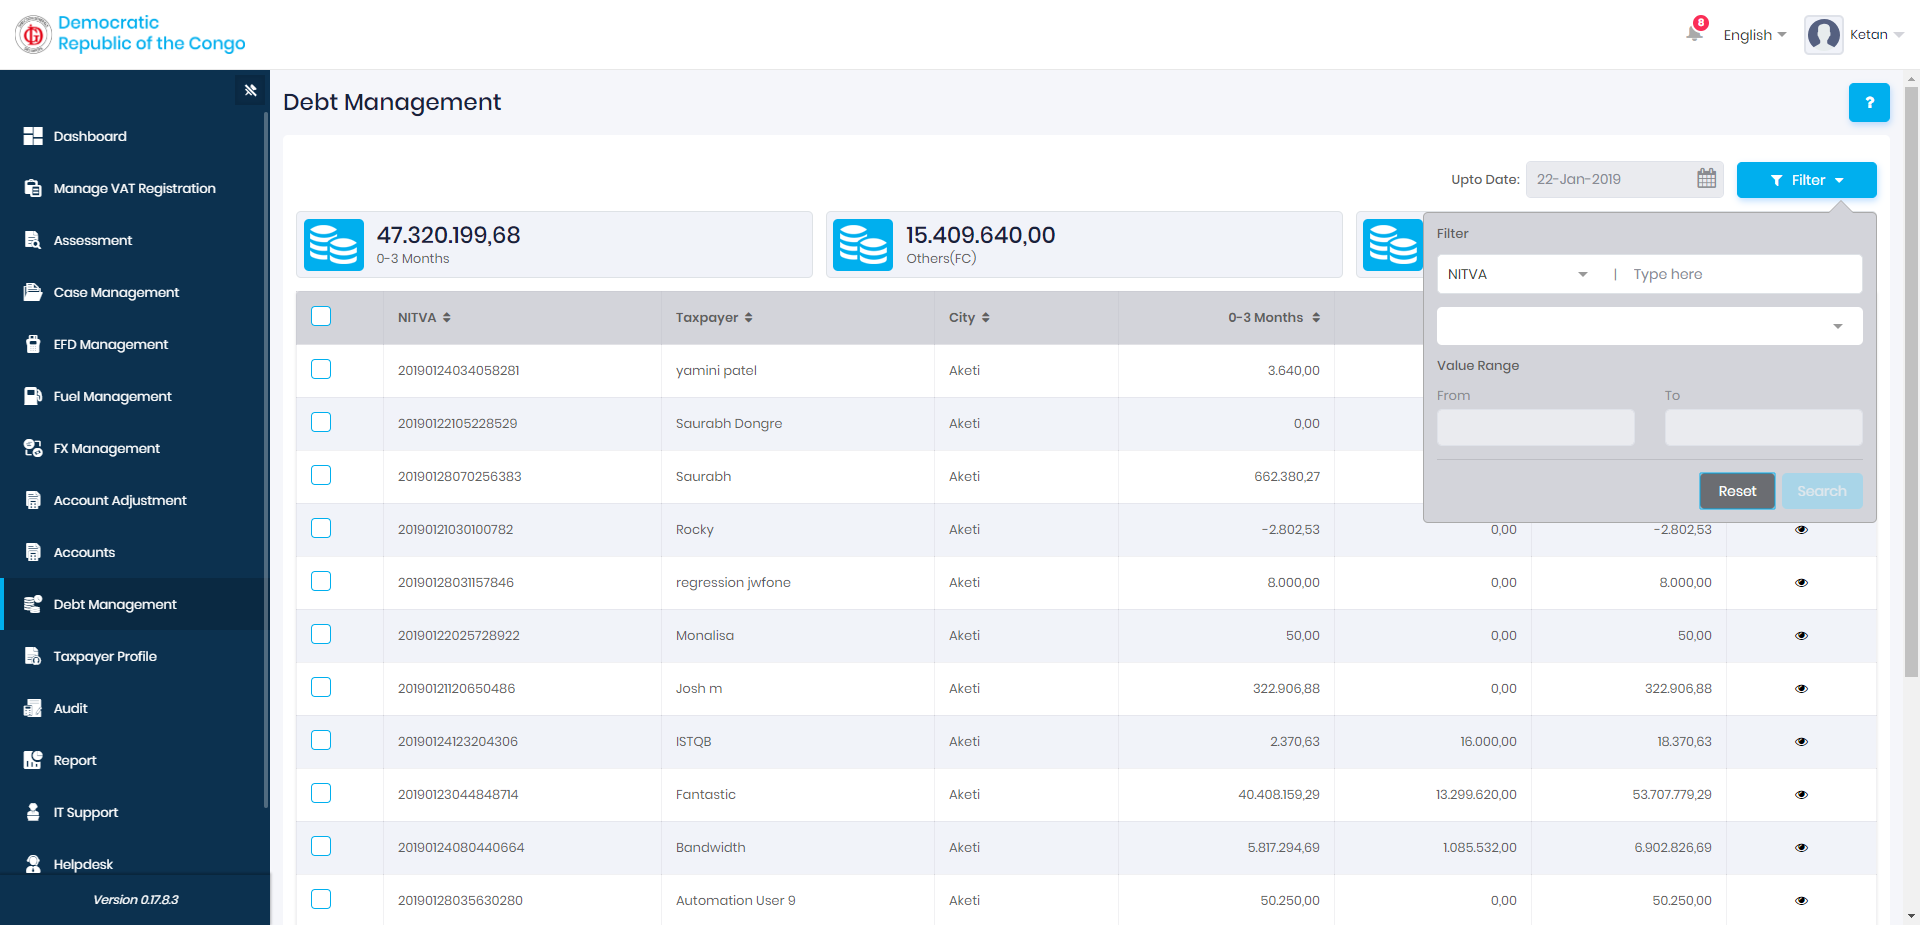 Democratic
Republic of the Congo
8
English
Ketan
Dashboard
Manage VAT Registration
Assessment
Case Management
EFD Management
Fuel Management
FX Management
Account Adjustment
Accounts
Debt Management
Taxpayer Profile
Audit
Report
IT Support
Helpdesk
Version 0.17.8.3
Debt Management
?
Upto Date: 22-Jan-2019
Filter
47.320.199,68
0-3 Months
15.409.640,00
Others(FC)
Filter
NITVA | Type here
Value Range
From To
Reset Search
NITVA Taxpayer City 0-3 Months
20190124034058281 yamini patel Aketi 3.640,00
20190122105228529 Saurabh Dongre Aketi 0,00
20190128070256383 Saurabh Aketi 662.380,27
20190121030100782 Rocky Aketi -2.802,53 0,00 -2.802,53
20190128031157846 regression jwfone Aketi 8.000,00 0,00 8.000,00
20190122025728922 Monalisa Aketi 50,00 0,00 50,00
20190121120650486 Josh m Aketi 322.906,88 0,00 322.906,88
20190124123204306 ISTQB Aketi 2.370,63 16.000,00 18.370,63
20190123044848714 Fantastic Aketi 40.408.159,29 13.299.620,00 53.707.779,29
20190124080440664 Bandwidth Aketi 5.817.294,69 1.085.532,00 6.902.826,69
20190128035630280 Automation User 9 Aketi 50.250,00 0,00 50.250,00